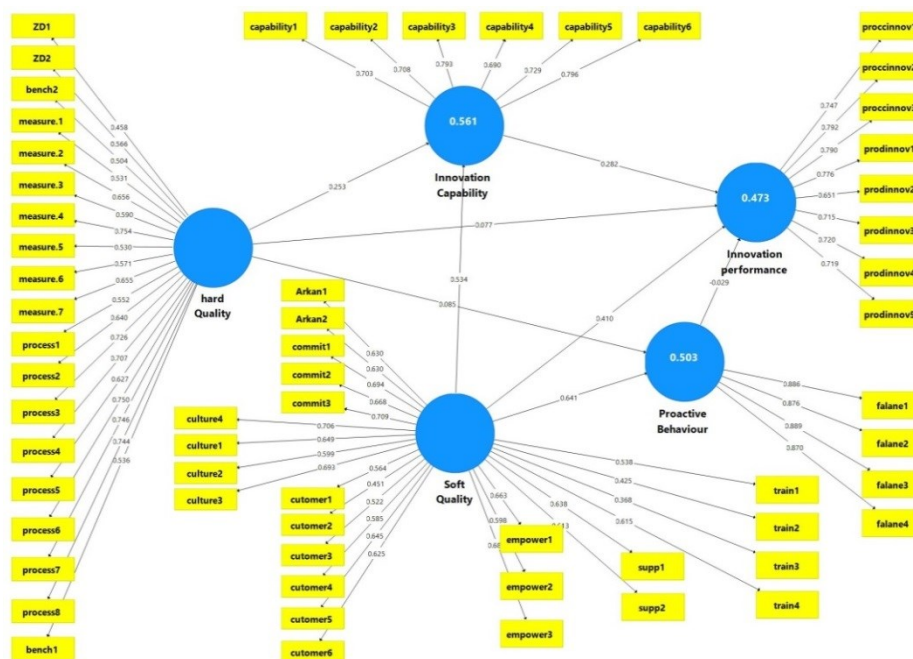 ZD1
ZD2
bench2
measure.1
measure.2
measure.3
measure.4
measure.5
measure.6
measure.7
process1
process2
process3
process4
process5
process6
process7
process8
bench1
0.458
0.566
0.504
0.531
0.656
0.590
0.754
0.530
0.571
0.655
0.552
0.640
0.726
0.707
0.627
0.750
0.746
0.744
0.536
hard
Quality
capability1
capability2
capability3
capability4
capability5
capability6
0.703
0.708
0.793
0.690
0.729
0.796
0.561
Innovation
Capability
0.253
0.282
0.077
0.534
0.085
0.410
-0.029
0.641
proccinnov1
proccinnov2
proccinnov3
prodinnov1
prodinnov2
prodinnov3
prodinnov4
prodinnov5
0.747
0.792
0.790
0.776
0.651
0.715
0.720
0.719
0.473
Innovation
performance
0.503
Proactive
Behaviour
0.886
0.876
0.889
0.870
falane1
falane2
falane3
falane4
Arkan1
Arkan2
commit1
commit2
commit3
0.630
0.630
0.694
0.668
0.709
culture4
culture1
culture2
culture3
0.706
0.649
0.599
0.693
cutomer1
cutomer2
cutomer3
cutomer4
cutomer5
cutomer6
0.564
0.451
0.522
0.585
0.645
0.625
Soft
Quality
0.663
0.598
empower1
empower2
empower3
0.638
supp1
supp2
0.538
0.425
0.368
0.615
train1
train2
train3
train4